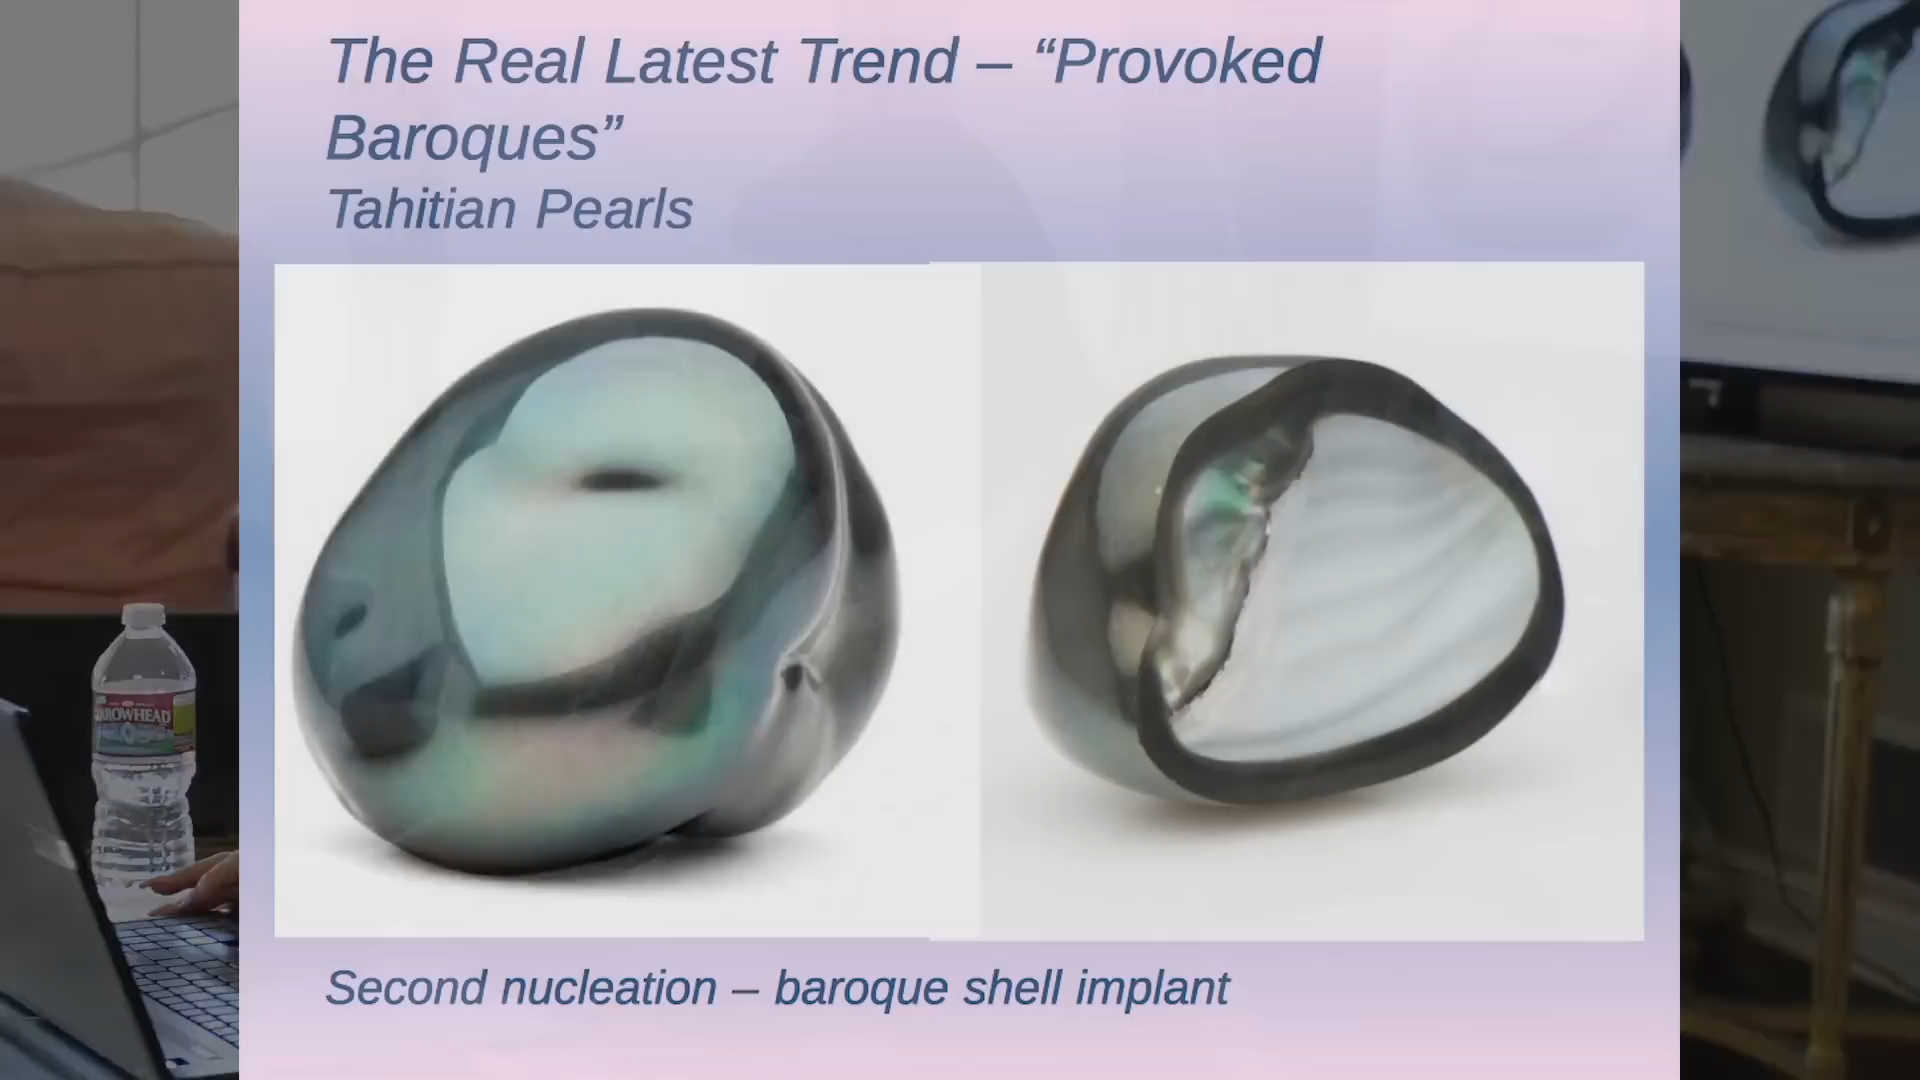 The Real Latest Trend – “Provoked
Baroques”
Tahitian Pearls
ARROWHEAD
Second nucleation – baroque shell implant